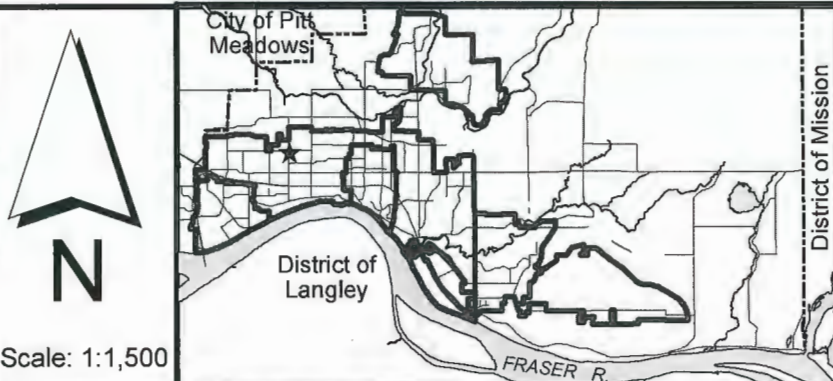 N
Scale: 1:1,500
City of Pitt
Meadows
District of Mission
District of
Langley
FRASER R.